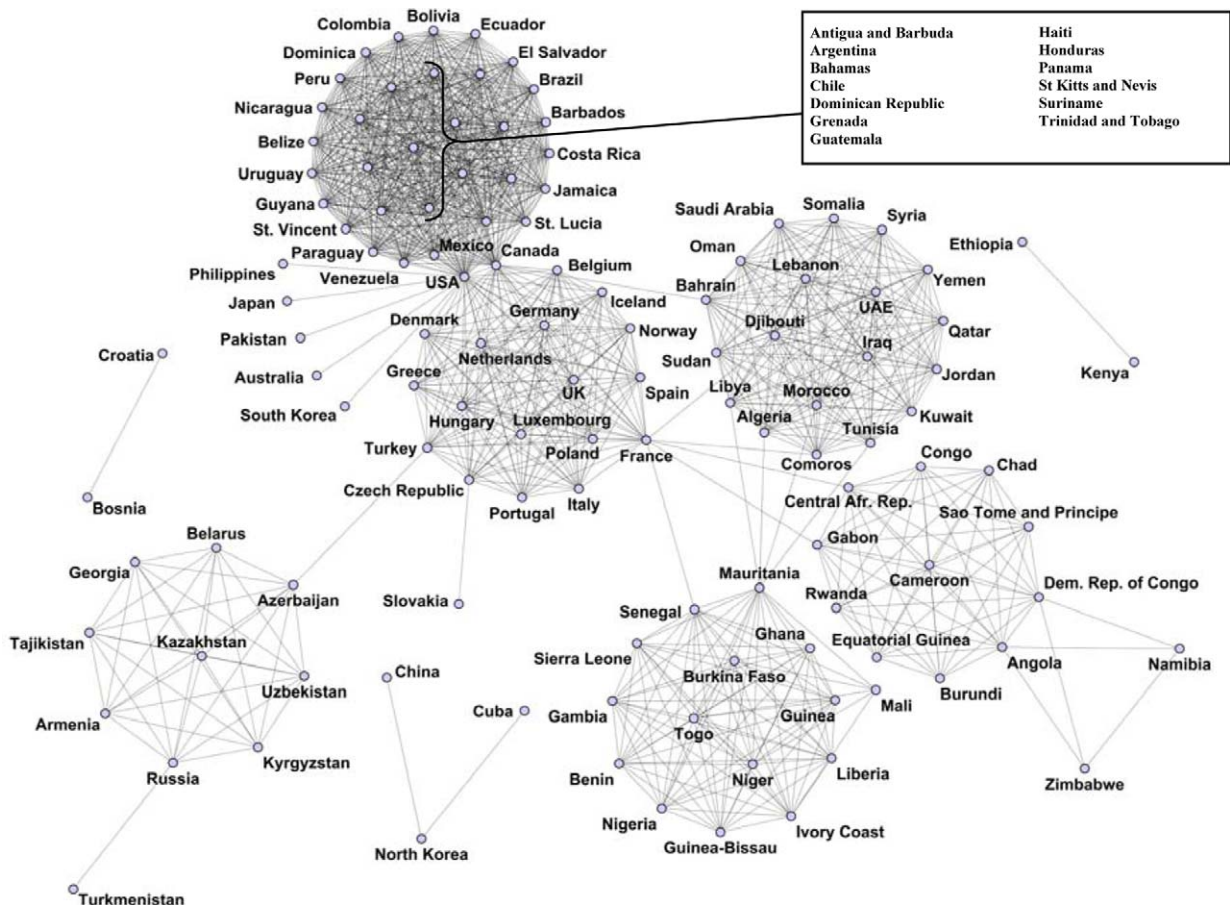 Bolivia
Colombia
Ecuador
Dominica
El Salvador
Peru
Brazil
Nicaragua
Barbados
Belize
Costa Rica
Uruguay
Jamaica
Guyana
St. Lucia
St. Vincent
Mexico
Paraguay
Canada
Venezuela
USA
Antigua and Barbuda
Argentina
Bahamas
Chile
Dominican Republic
Grenada
Guatemala
Haiti
Honduras
Panama
St Kitts and Nevis
Suriname
Trinidad and Tobago
Philippines
Japan
Pakistan
Australia
South Korea
Belgium
Iceland
Denmark
Germany
Norway
Netherlands
Greece
Spain
UK
Hungary
Luxembourg
Turkey
Poland
France
Czech Republic
Portugal
Italy
Slovakia
Somalia
Saudi Arabia
Syria
Oman
Lebanon
Yemen
Bahrain
UAE
Djibouti
Qatar
Iraq
Sudan
Jordan
Libya
Morocco
Kuwait
Algeria
Tunisia
Comoros
Ethiopia
Kenya
Croatia
Bosnia
Congo
Chad
Central Afr. Rep.
Sao Tome and Principe
Gabon
Cameroon
Dem. Rep. of Congo
Rwanda
Equatorial Guinea
Angola
Burundi
Namibia
Zimbabwe
Belarus
Georgia
Azerbaijan
Kazakhstan
Tajikistan
Uzbekistan
Armenia
Kyrgyzstan
Russia
Turkmenistan
China
Cuba
North Korea
Mauritania
Senegal
Ghana
Sierra Leone
Burkina Faso
Mali
Gambia
Guinea
Togo
Benin
Niger
Liberia
Nigeria
Ivory Coast
Guinea-Bissau